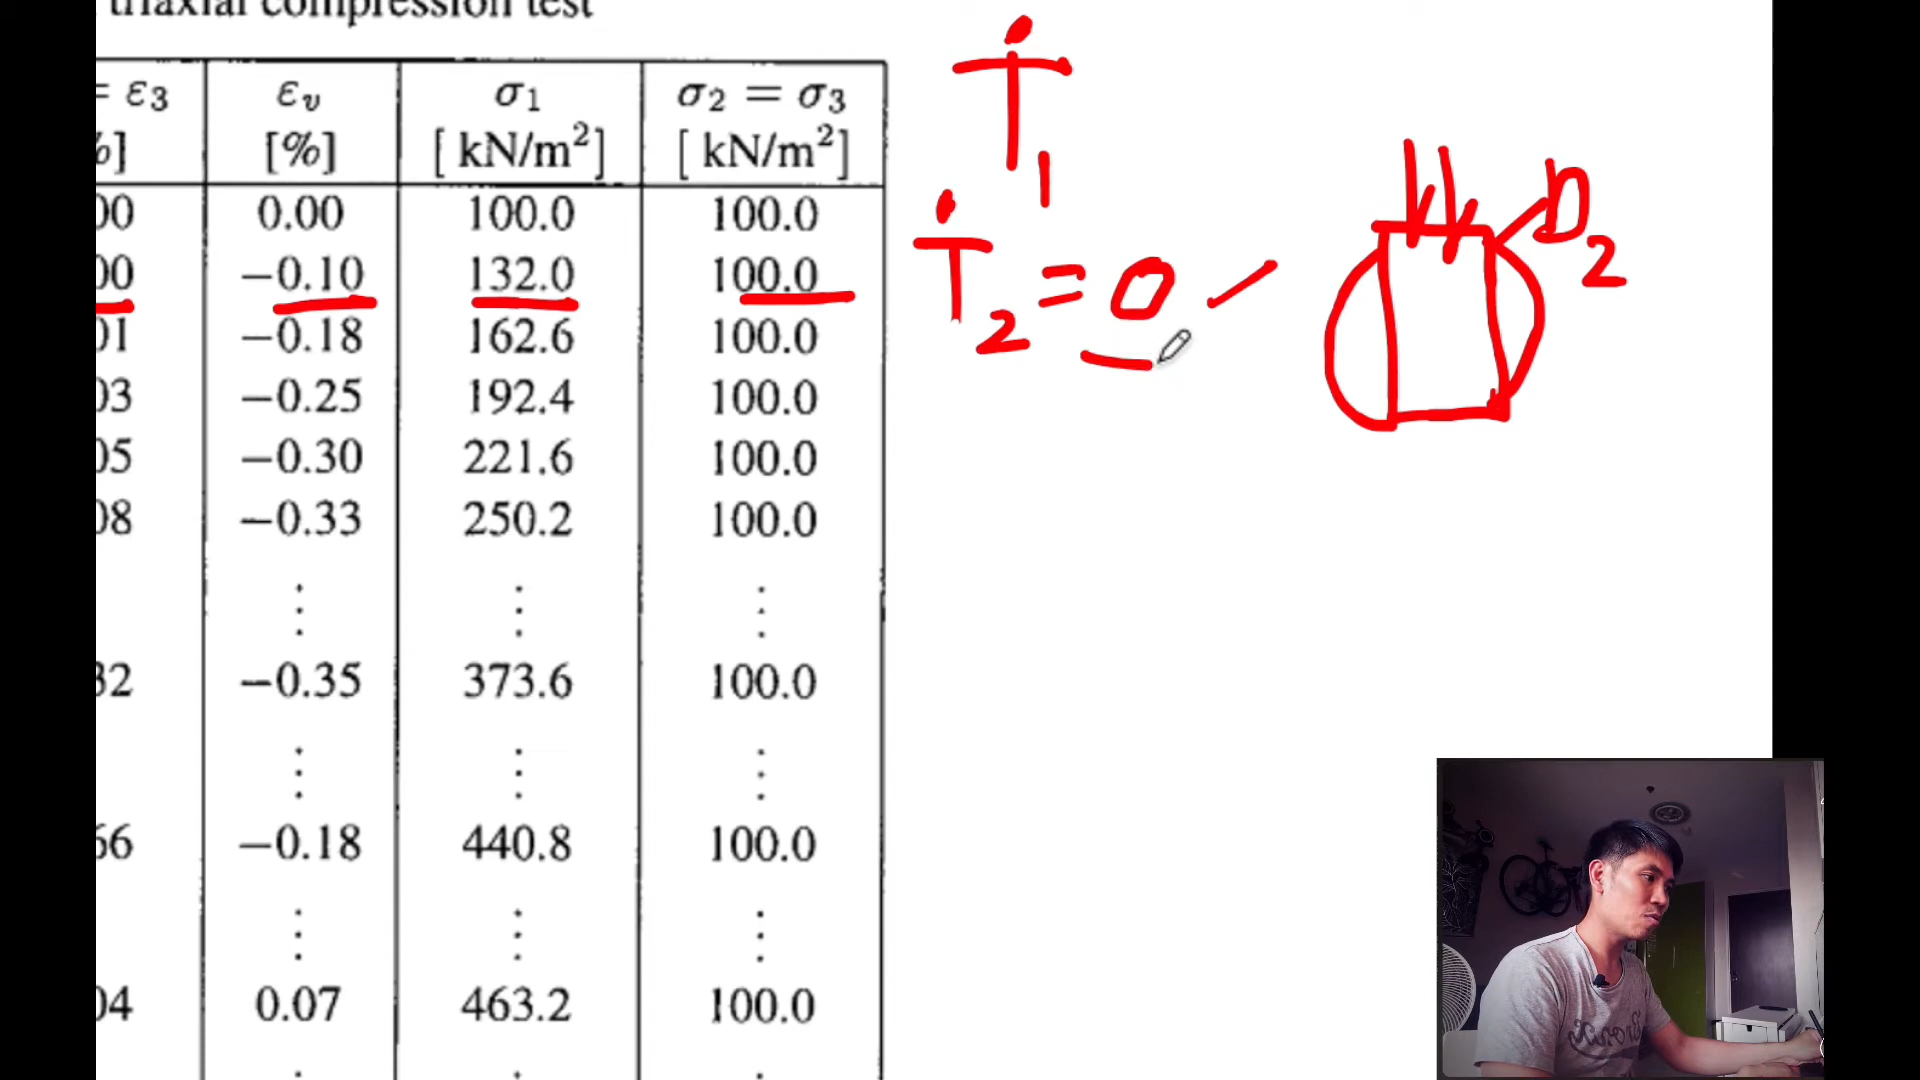 triaxial compression test
= ε3 εv σ1 σ2 = σ3
%] [%] [ kN/m²] [ kN/m²]
00 0.00 100.0 100.0
00 −0.10 132.0 100.0
01 −0.18 162.6 100.0
03 −0.25 192.4 100.0
05 −0.30 221.6 100.0
08 −0.33 250.2 100.0
⋮ ⋮ ⋮
32 −0.35 373.6 100.0
⋮ ⋮ ⋮
66 −0.18 440.8 100.0
⋮ ⋮ ⋮
04 0.07 463.2 100.0
Ṫ1
Ṫ2 = 0
D2